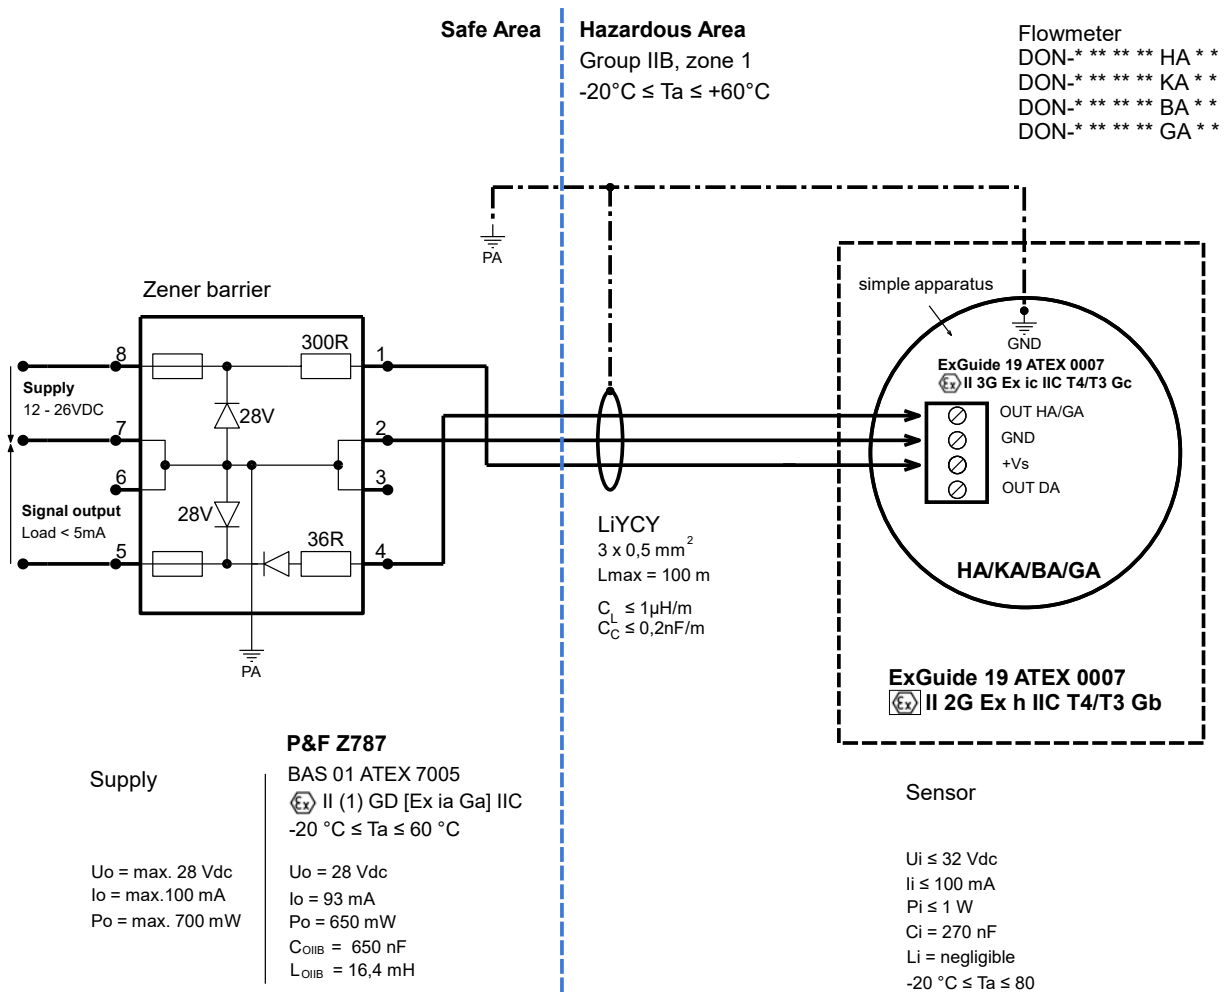 Safe Area
Hazardous Area
Group IIB, zone 1
-20°C ≤ Ta ≤ +60°C
Flowmeter
DON-* ** ** ** HA * *
DON-* ** ** ** KA * *
DON-* ** ** ** BA * *
DON-* ** ** ** GA * *
PA
Zener barrier
8
300R
1
Supply
12 - 26VDC
28V
7
2
6
3
Signal output
Load < 5mA
28V
36R
5
4
PA
simple apparatus
GND
ExGuide 19 ATEX 0007
Ex II 3G Ex ic IIC T4/T3 Gc
OUT HA/GA
GND
+Vs
OUT DA
HA/KA/BA/GA
LiYCY
3 x 0,5 mm²
Lmax = 100 m
CL ≤ 1µH/m
CC ≤ 0,2nF/m
ExGuide 19 ATEX 0007
Ex II 2G Ex h IIC T4/T3 Gb
Supply
Uo = max. 28 Vdc
Io = max.100 mA
Po = max. 700 mW
P&F Z787
BAS 01 ATEX 7005
Ex II (1) GD [Ex ia Ga] IIC
-20 °C ≤ Ta ≤ 60 °C
Uo = 28 Vdc
Io = 93 mA
Po = 650 mW
COIIB = 650 nF
LOIIB = 16,4 mH
Sensor
Ui ≤ 32 Vdc
Ii ≤ 100 mA
Pi ≤ 1 W
Ci = 270 nF
Li = negligible
-20 °C ≤ Ta ≤ 80